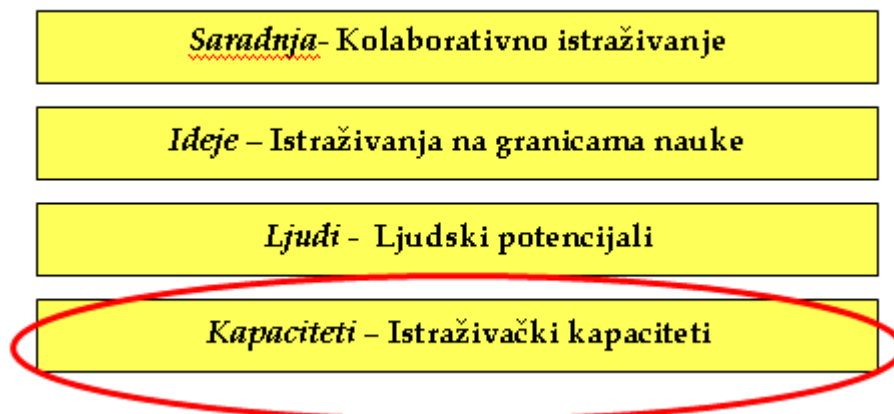 Saradnja- Kolaborativno istraživanje
Ideje – Istraživanja na granicama nauke
Ljudi - Ljudski potencijali
Kapaciteti – Istraživački kapaciteti